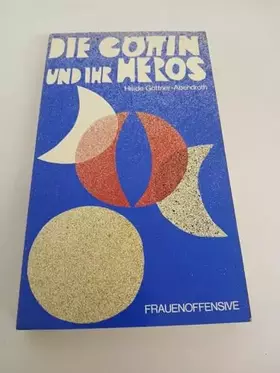 DIE GÖTTIN
UND IHR HEROS
Heide Göttner-Abendroth
FRAUENOFFENSIVE